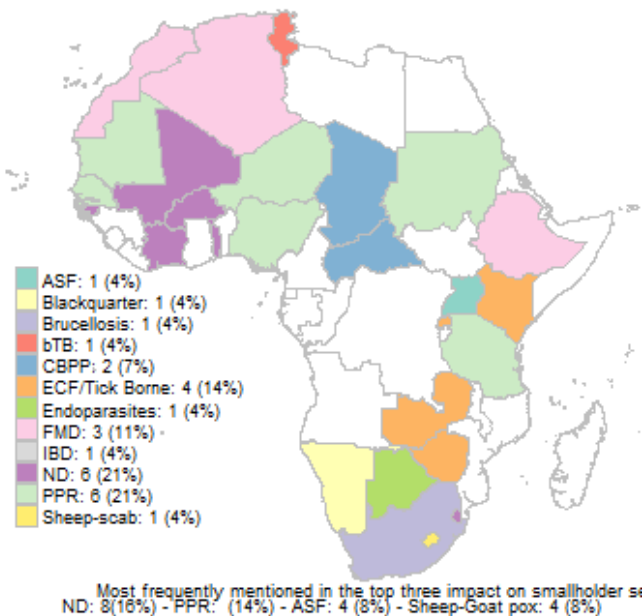 ASF: 1 (4%)
Blackquarter: 1 (4%)
Brucellosis: 1 (4%)
bTB: 1 (4%)
CBPP: 2 (7%)
ECF/Tick Borne: 4 (14%)
Endoparasites: 1 (4%)
FMD: 3 (11%)
IBD: 1 (4%)
ND: 6 (21%)
PPR: 6 (21%)
Sheep-scab: 1 (4%)
Most frequently mentioned in the top three impact on smallholder se
ND: 8(16%) - PPR: (14%) - ASF: 4 (8%) - Sheep-Goat pox: 4 (8%)